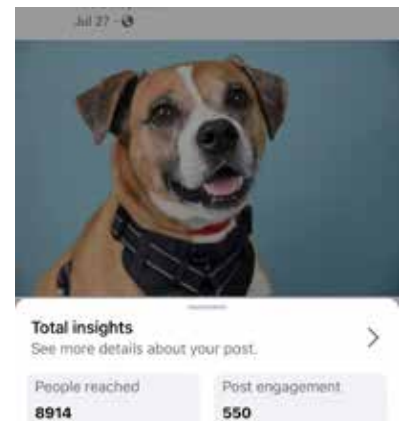 Jul 27
Total insights
See more details about your post.
People reached
Post engagement
8914
550